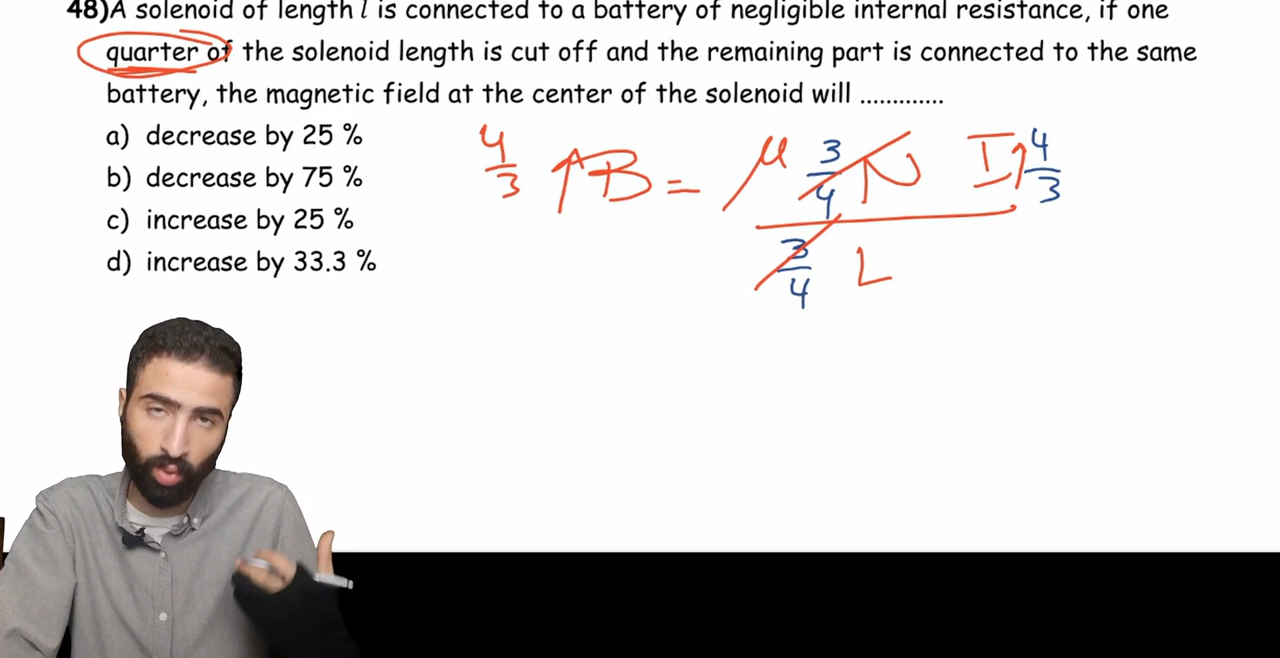 48)A solenoid of length l is connected to a battery of negligible internal resistance, if one
quarter of the solenoid length is cut off and the remaining part is connected to the same
battery, the magnetic field at the center of the solenoid will .............
a) decrease by 25 %
b) decrease by 75 %
c) increase by 25 %
d) increase by 33.3 %
4/3 ↑B = μ 3/4 N I↑ 4/3
3/4 L